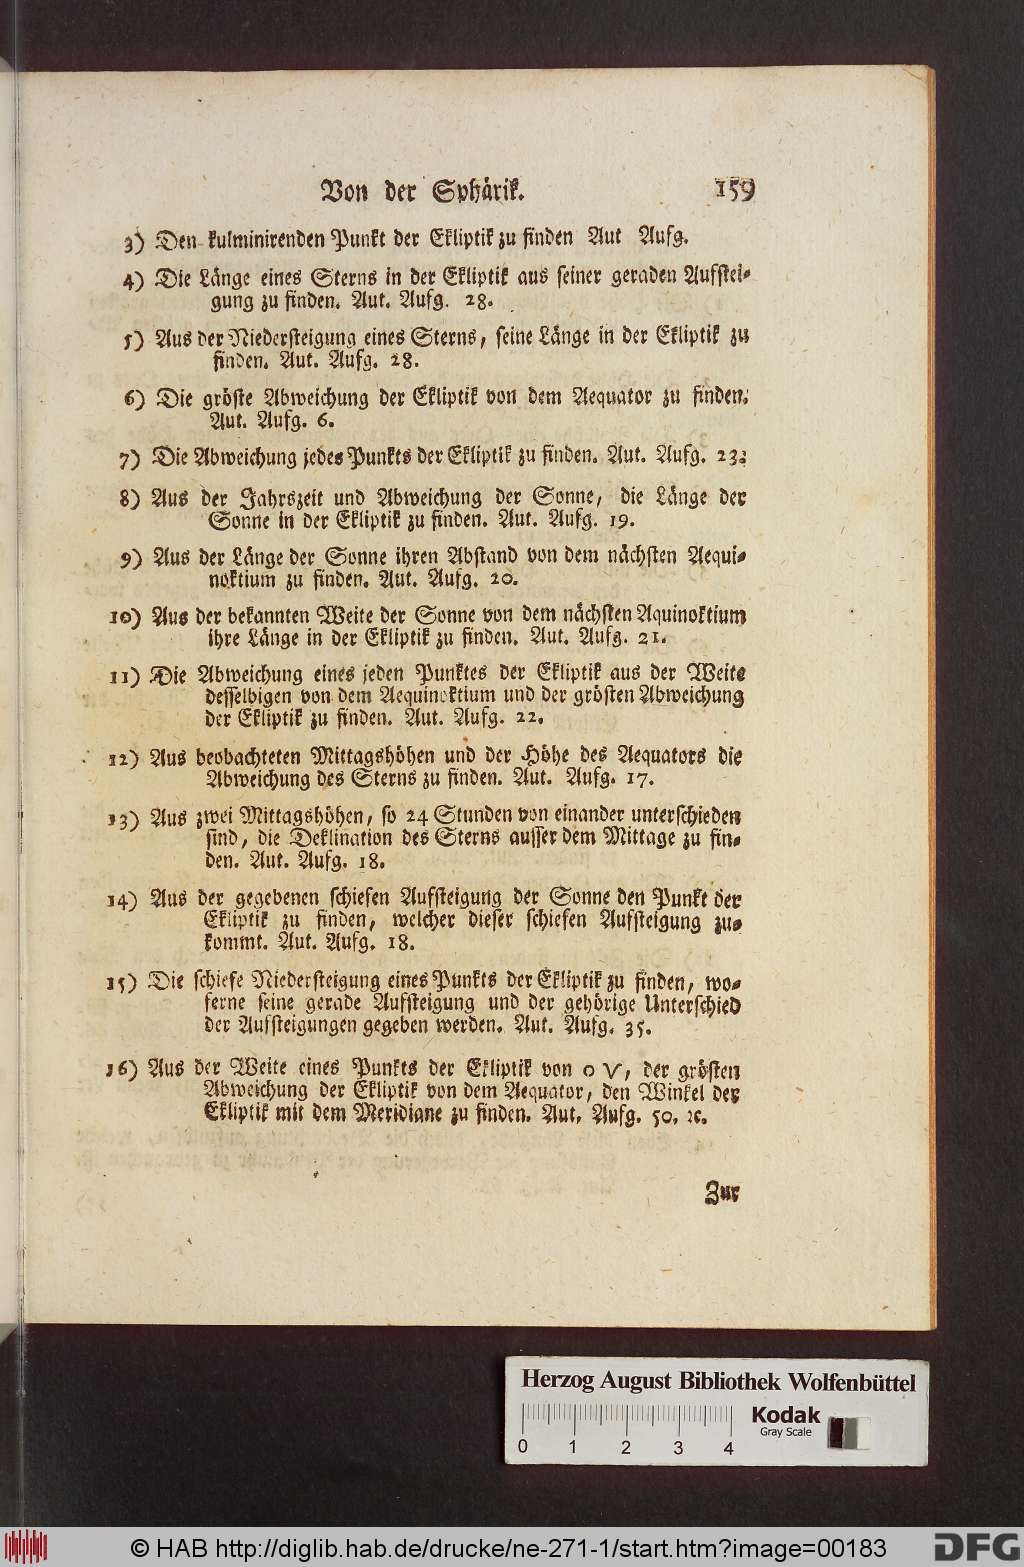 Von der Sphärik. 159
3) Den kulminirenden Punkt der Ekliptik zu finden Aut Aufg.
4) Die Länge eines Sterns in der Ekliptik aus seiner geraden Aufstei-
gung zu finden. Aut. Aufg. 28.
5) Aus der Niedersteigung eines Sterns, seine Länge in der Ekliptik zu
finden. Aut. Aufg. 28.
6) Die gröste Abweichung der Ekliptik von dem Aequator zu finden.
Aut. Aufg. 6.
7) Die Abweichung jedes Punkts der Ekliptik zu finden. Aut. Aufg. 23.
8) Aus der Jahrszeit und Abweichung der Sonne, die Länge der
Sonne in der Ekliptik zu finden. Aut. Aufg. 19.
9) Aus der Länge der Sonne ihren Abstand von dem nächsten Aequi-
noktium zu finden. Aut. Aufg. 20.
10) Aus der bekannten Weite der Sonne von dem nächsten Aquinoktium
ihre Länge in der Ekliptik zu finden. Aut. Aufg. 21.
11) Die Abweichung eines jeden Punktes der Ekliptik aus der Weite
desselbigen von dem Aequinoktium und der grösten Abweichung
der Ekliptik zu finden. Aut. Aufg. 22.
12) Aus beobachteten Mittagshöhen und der Höhe des Aequators die
Abweichung des Sterns zu finden. Aut. Aufg. 17.
13) Aus zwei Mittagshöhen, so 24 Stunden von einander unterschieden
sind, die Deklination des Sterns ausser dem Mittage zu fin-
den. Aut. Aufg. 18.
14) Aus der gegebenen schiefen Aufsteigung der Sonne den Punkt der
Ekliptik zu finden, welcher dieser schiefen Aufsteigung zu-
kommt. Aut. Aufg. 18.
15) Die schiefe Niedersteigung eines Punkts der Ekliptik zu finden, wo-
ferne seine gerade Aufsteigung und der gehörige Unterschied
der Aufsteigungen gegeben werden. Aut. Aufg. 35.
16) Aus der Weite eines Punkts der Ekliptik von 0 V, der grösten
Abweichung der Ekliptik von dem Aequator, den Winkel der
Ekliptik mit dem Meridiane zu finden. Aut. Aufg. 50. ꝛc.
Zur
Herzog August Bibliothek Wolfenbüttel
0 1 2 3 4
Kodak
Gray Scale
© HAB http://diglib.hab.de/drucke/ne-271-1/start.htm?image=00183
DFG